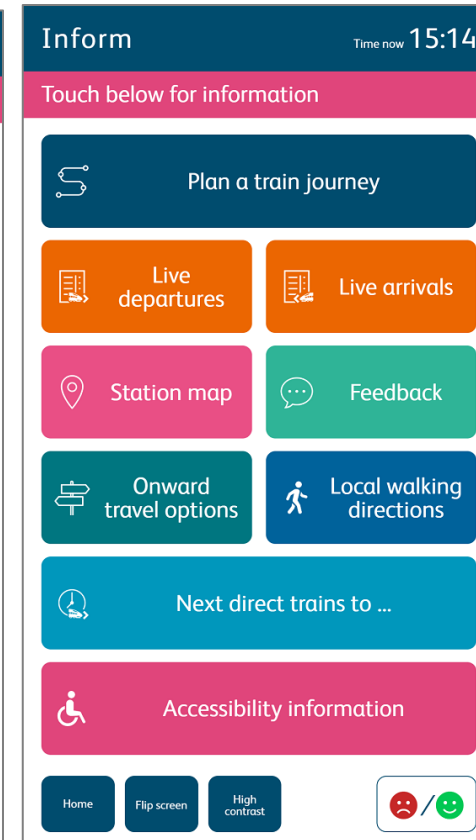 Inform
Time now 15:14
Touch below for information
Plan a train journey
Live
departures
Live arrivals
Station map
Feedback
Onward
travel options
Local walking
directions
Next direct trains to ...
Accessibility information
Home
Flip screen
High
contrast
/